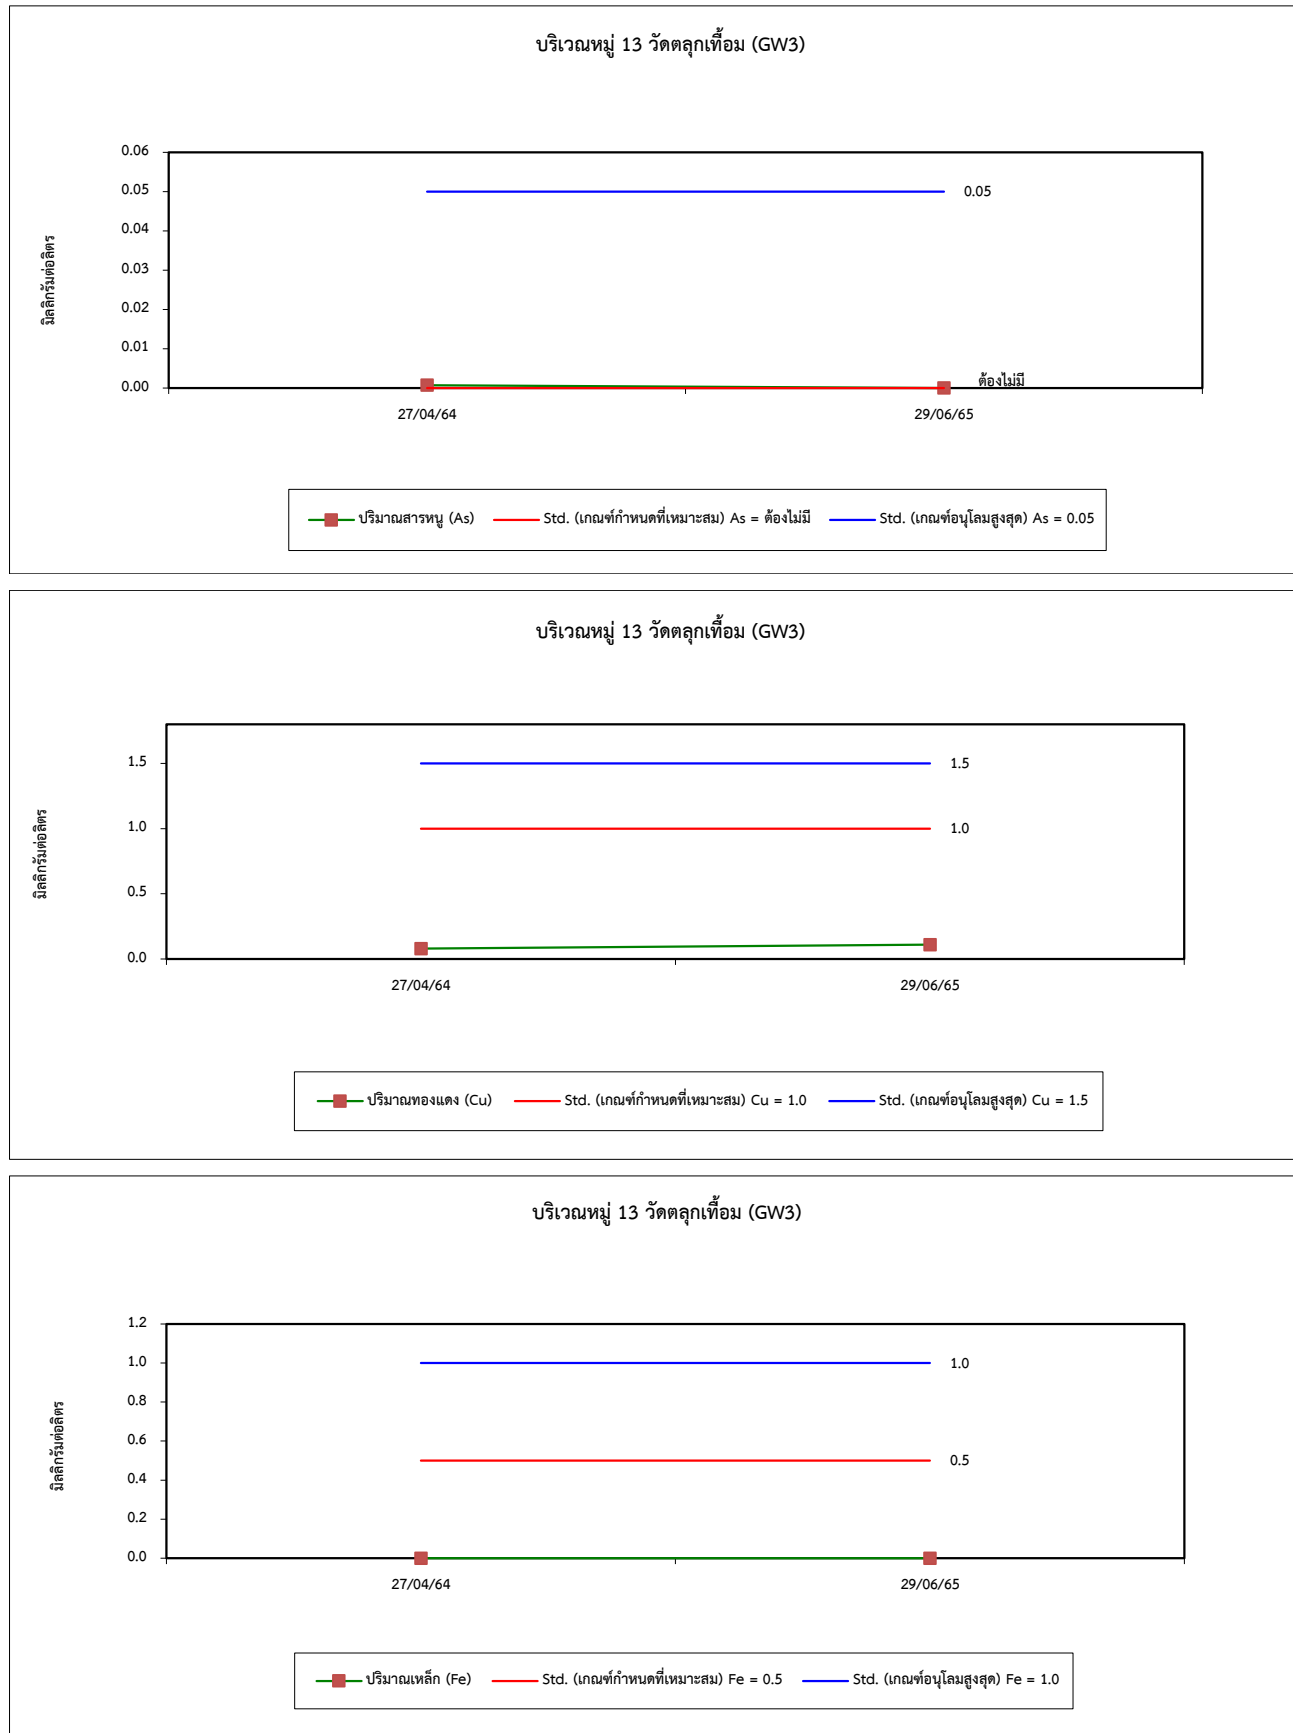 บริเวณหมู่ 13 วัดตลุกเทื้อม (GW3)
มิลลิกรัมต่อลิตร
0.06
0.05
0.04
0.03
0.02
0.01
0.00
0.05
ต้องไม่มี
27/04/64 29/06/65
ปริมาณสารหนู (As) Std. (เกณฑ์กำหนดที่เหมาะสม) As = ต้องไม่มี Std. (เกณฑ์อนุโลมสูงสุด) As = 0.05
บริเวณหมู่ 13 วัดตลุกเทื้อม (GW3)
มิลลิกรัมต่อลิตร
1.5
1.0
0.5
0.0
1.5
1.0
27/04/64 29/06/65
ปริมาณทองแดง (Cu) Std. (เกณฑ์กำหนดที่เหมาะสม) Cu = 1.0 Std. (เกณฑ์อนุโลมสูงสุด) Cu = 1.5
บริเวณหมู่ 13 วัดตลุกเทื้อม (GW3)
มิลลิกรัมต่อลิตร
1.2
1.0
0.8
0.6
0.4
0.2
0.0
1.0
0.5
27/04/64 29/06/65
ปริมาณเหล็ก (Fe) Std. (เกณฑ์กำหนดที่เหมาะสม) Fe = 0.5 Std. (เกณฑ์อนุโลมสูงสุด) Fe = 1.0